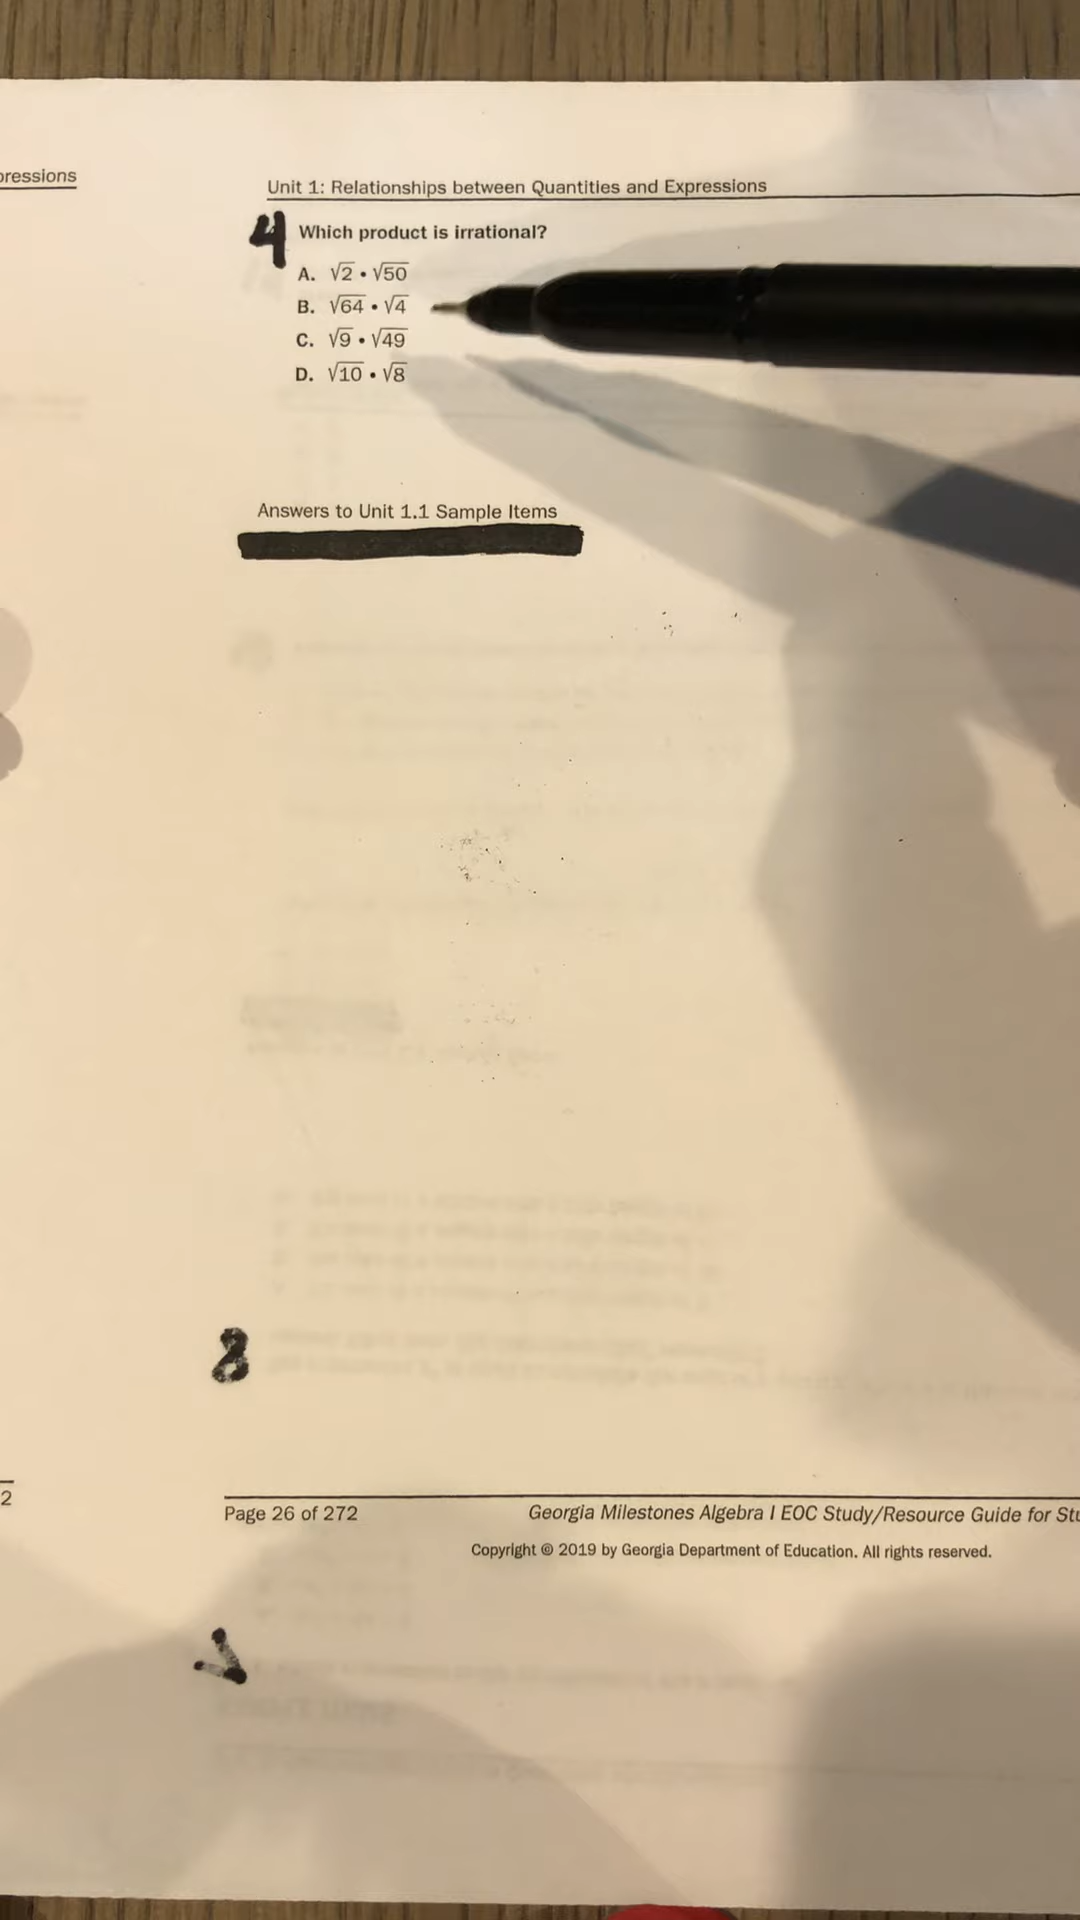 pressions
Unit 1: Relationships between Quantities and Expressions
4 Which product is irrational?
A. √2 • √50
B. √64 • √4
C. √9 • √49
D. √10 • √8
Answers to Unit 1.1 Sample Items
8
2
Page 26 of 272
Georgia Milestones Algebra I EOC Study/Resource Guide for Stu
Copyright © 2019 by Georgia Department of Education. All rights reserved.